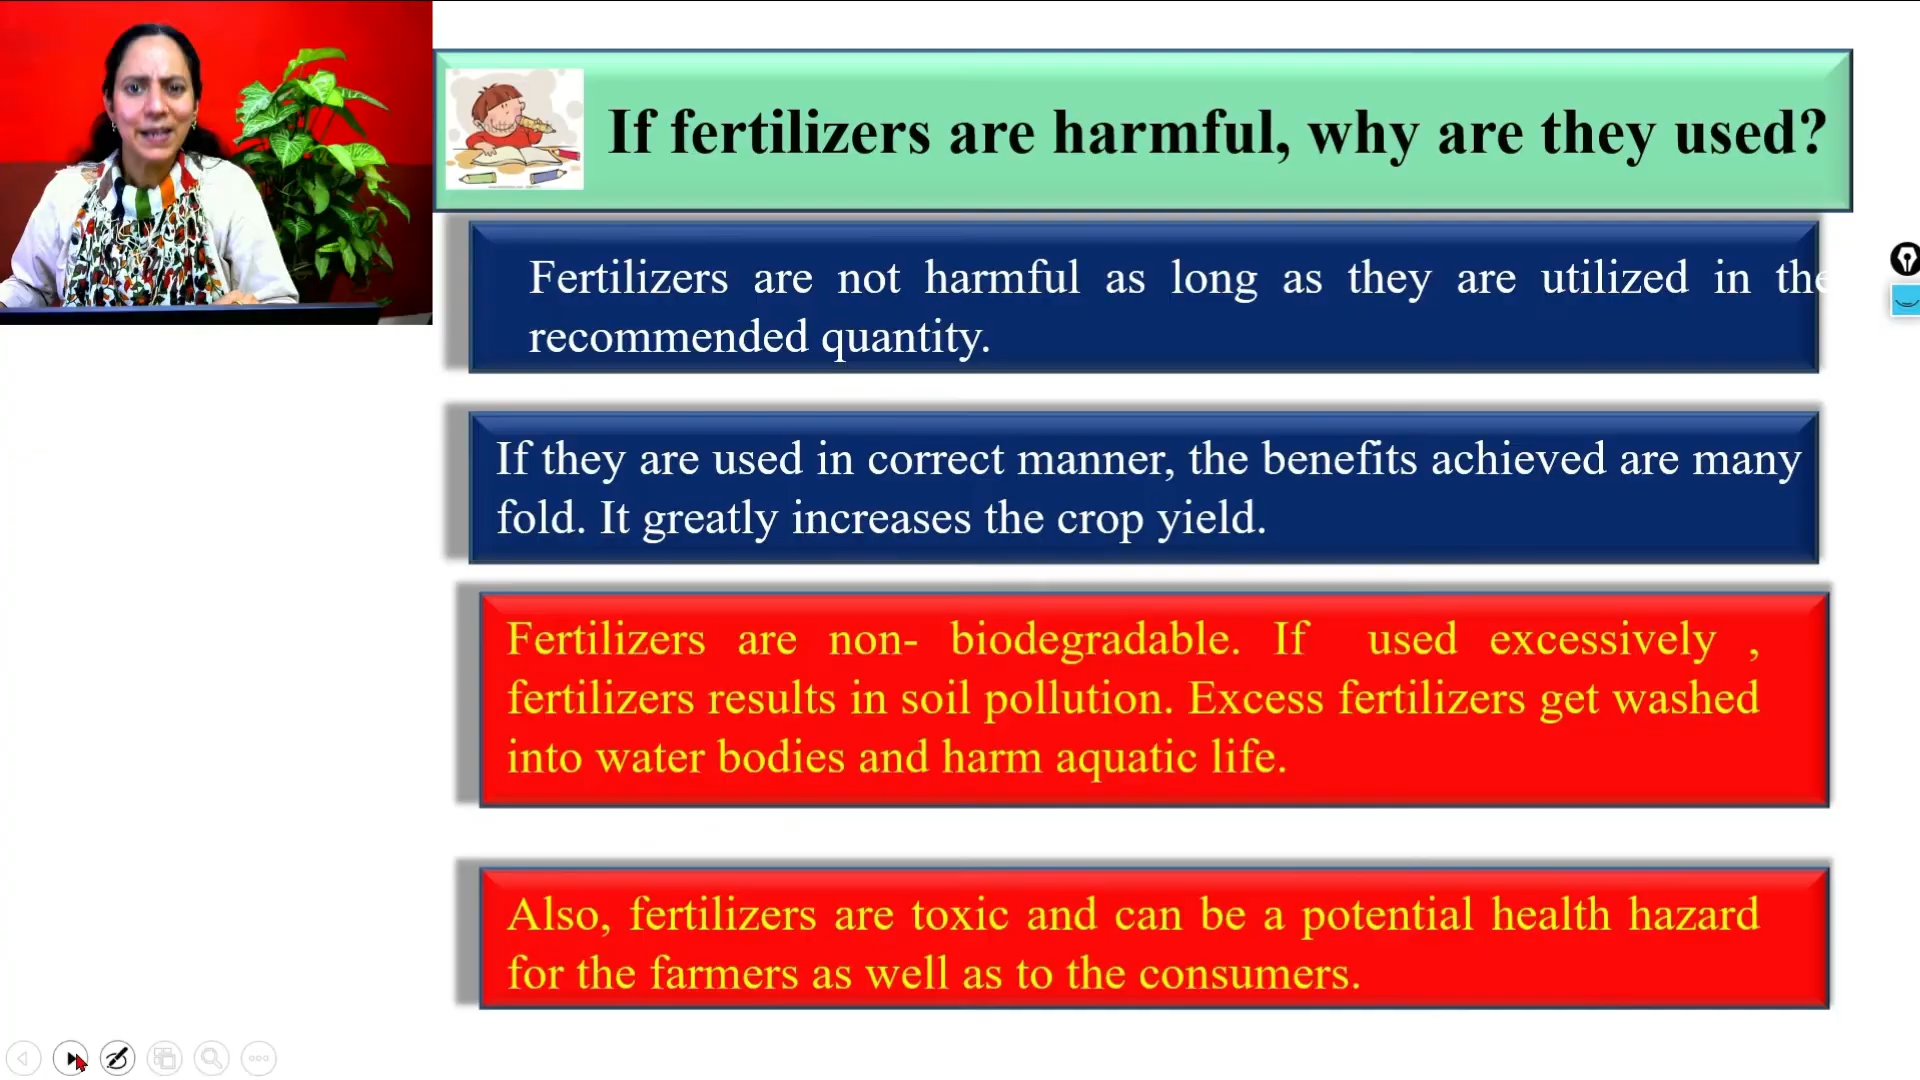 If fertilizers are harmful, why are they used?
Fertilizers are not harmful as long as they are utilized in the
recommended quantity.
If they are used in correct manner, the benefits achieved are many
fold. It greatly increases the crop yield.
Fertilizers are non- biodegradable. If used excessively ,
fertilizers results in soil pollution. Excess fertilizers get washed
into water bodies and harm aquatic life.
Also, fertilizers are toxic and can be a potential health hazard
for the farmers as well as to the consumers.